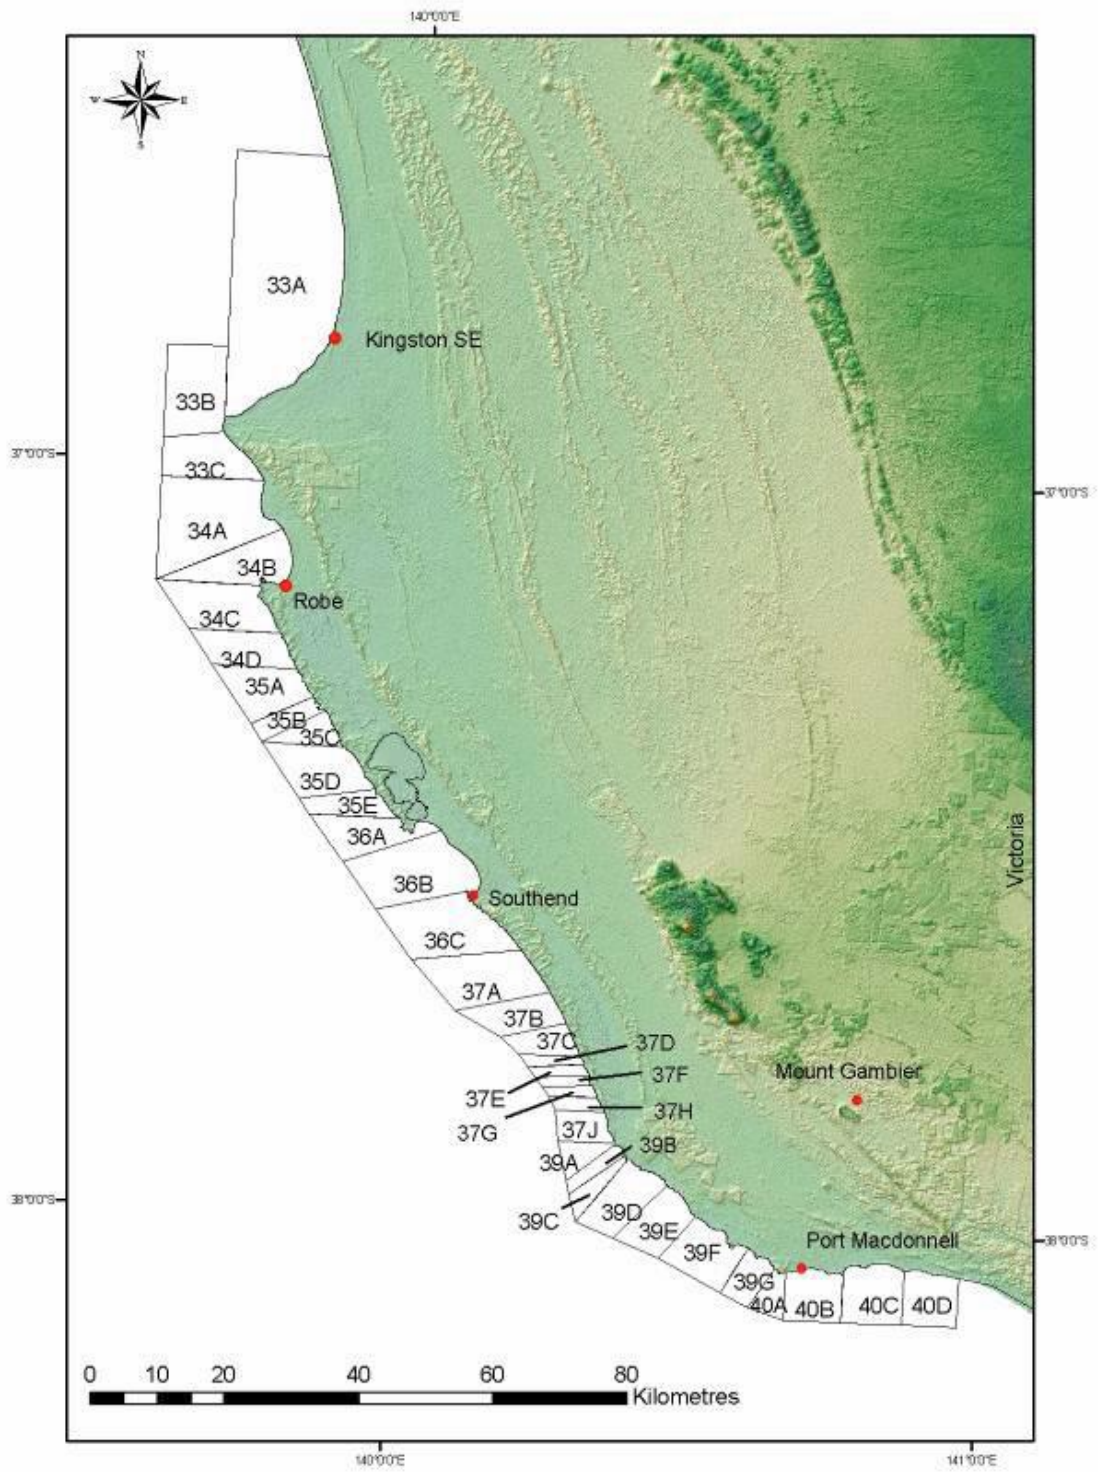 140°0'0"E
N
W
E
S
33A
Kingston SE
33B
37°0'0"S
33C
37°0'0"S
34A
34B
Robe
34C
34D
35A
35B
35C
35D
35E
36A
Victoria
36B
Southend
36C
37A
37B
37C
37D
37E
37F
Mount Gambier
37G
37H
37J
39B
39A
38°0'0"S
39C
39D
39E
39F
Port Macdonnell
38°0'0"S
39G
40A
40B
40C
40D
0 10 20 40 60 80
Kilometres
140°0'0"E
141°0'0"E